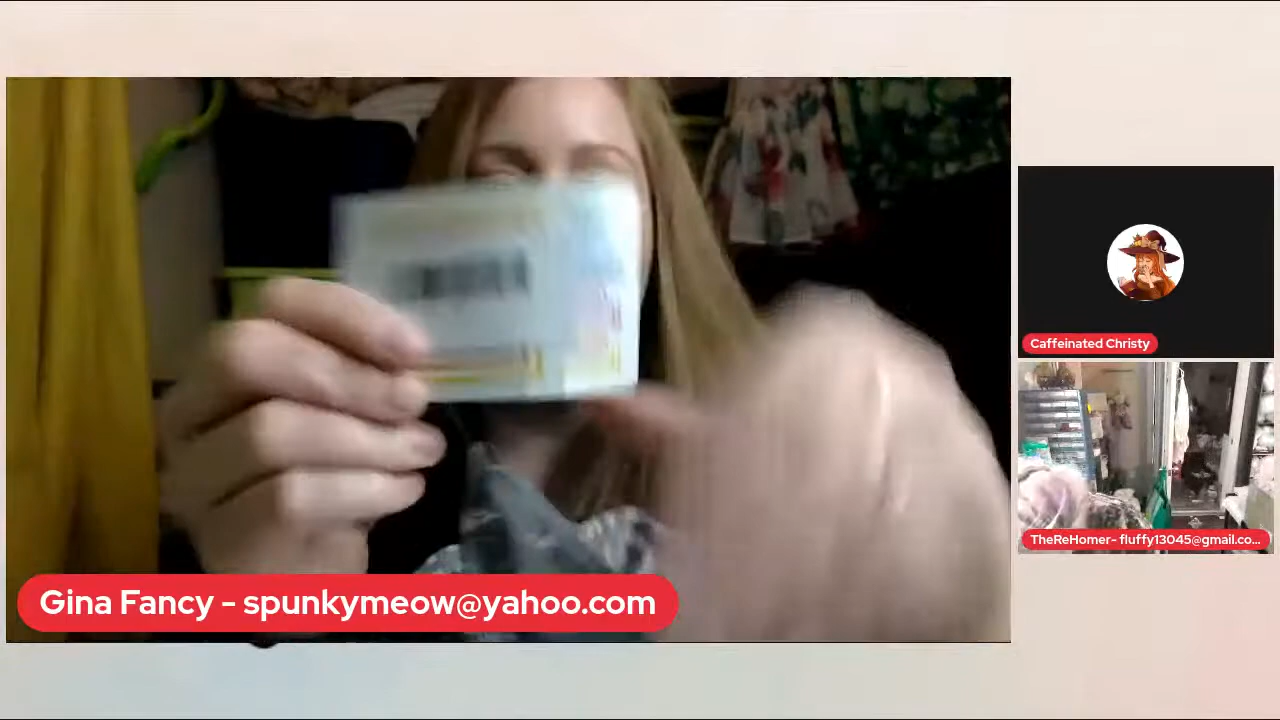 Gina Fancy - spunkymeow@yahoo.com
Caffeinated Christy
TheReHomer- fluffy13045@gmail.co...